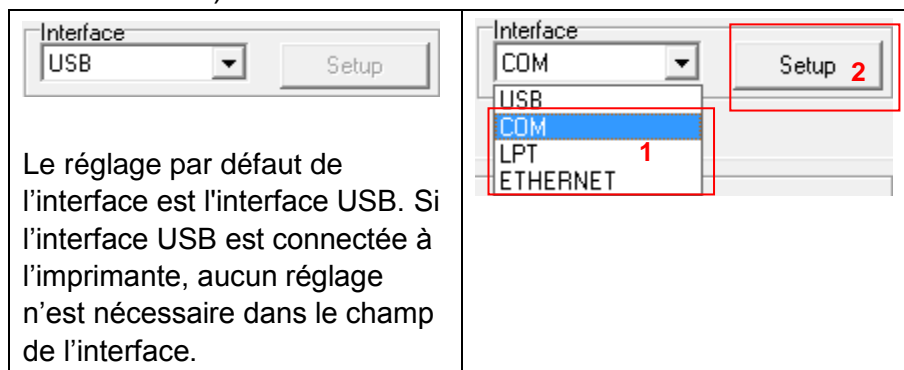 Interface
USB
Setup
Le réglage par défaut de
l’interface est l'interface USB. Si
l’interface USB est connectée à
l’imprimante, aucun réglage
n’est nécessaire dans le champ
de l’interface.
Interface
COM
Setup 2
USB
COM
LPT 1
ETHERNET